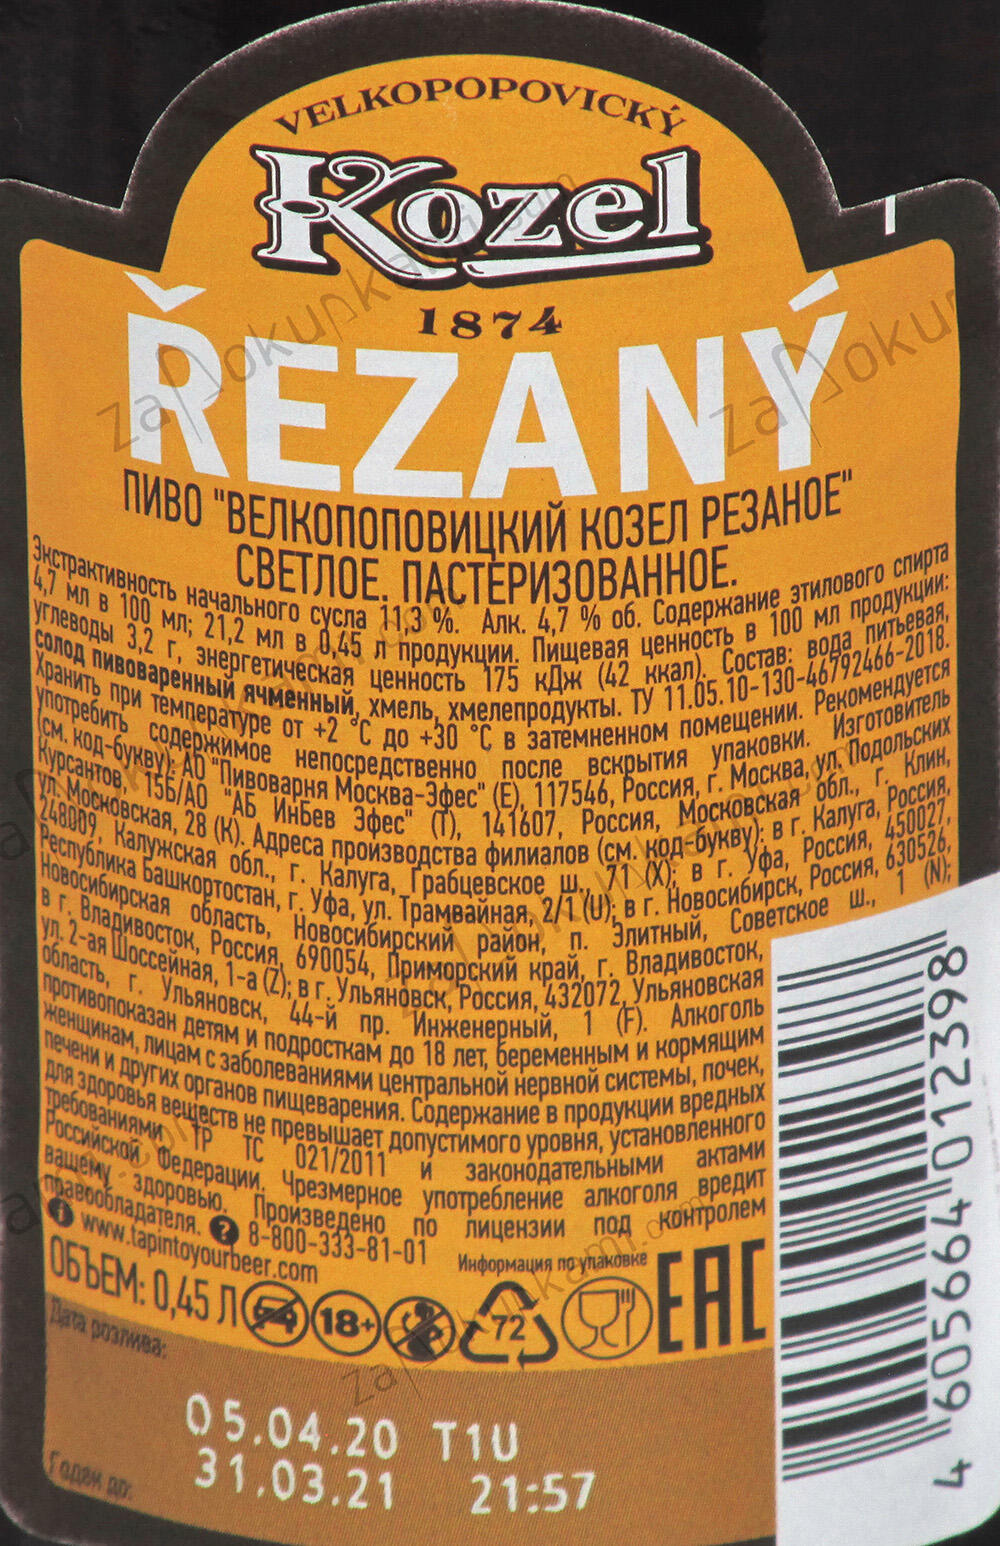 VELKOPOPOVICKÝ
Kozel
1874
ŘEZANÝ
ПИВО "ВЕЛКОПОПОВИЦКИЙ КОЗЕЛ РЕЗАНОЕ"
СВЕТЛОЕ. ПАСТЕРИЗОВАННОЕ.
Экстрактивность начального сусла 11,3 %. Алк. 4,7 % об. Содержание этилового спирта
4,7 мл в 100 мл; 21,2 мл в 0,45 л продукции. Пищевая ценность в 100 мл продукции:
углеводы 3,2 г, энергетическая ценность 175 кДж (42 ккал). Состав: вода питьевая,
солод пивоваренный ячменный, хмель, хмелепродукты. ТУ 11.05.10-130-46792466-2018.
Хранить при температуре от +2 °С до +30 °С в затемненном помещении. Рекомендуется
употребить содержимое непосредственно после вскрытия упаковки. Изготовитель
(см. код-букву): АО "Пивоварня Москва-Эфес" (Е), 117546, Россия, г. Москва, ул. Подольских
Курсантов, 15Б/АО "АБ ИнБев Эфес" (Т), 141607, Россия, Московская обл., г. Клин,
ул. Московская, 28 (К). Адреса производства филиалов (см. код-букву): в г. Калуга, Россия,
248009, Калужская обл., г. Калуга, Грабцевское ш., 71 (Х); в г. Уфа, Россия, 450027,
Республика Башкортостан, г. Уфа, ул. Трамвайная, 2/1 (U); в г. Новосибирск, Россия, 630526,
Новосибирская область, Новосибирский район, п. Элитный, Советское ш., 1 (N);
в г. Владивосток, Россия, 690054, Приморский край, г. Владивосток,
ул. 2-ая Шоссейная, 1-а (Z); в г. Ульяновск, Россия, 432072, Ульяновская
область, г. Ульяновск, 44-й пр. Инженерный, 1 (F). Алкоголь
противопоказан детям и подросткам до 18 лет, беременным и кормящим
женщинам, лицам с заболеваниями центральной нервной системы, почек,
печени и других органов пищеварения. Содержание в продукции вредных
для здоровья веществ не превышает допустимого уровня, установленного
требованиями ТР ТС 021/2011 и законодательными актами
Российской Федерации. Чрезмерное употребление алкоголя вредит
вашему здоровью. Произведено по лицензии под контролем
правообладателя. ? 8-800-333-81-01
i www.tapintoyourbeer.com
Информация по упаковке
ОБЪЕМ: 0,45 Л
18+
72
EAC
Дата розлива:
05.04.20 T1U
Годен до:
31.03.21 21:57
4 605664 012398
zapokupkami.com